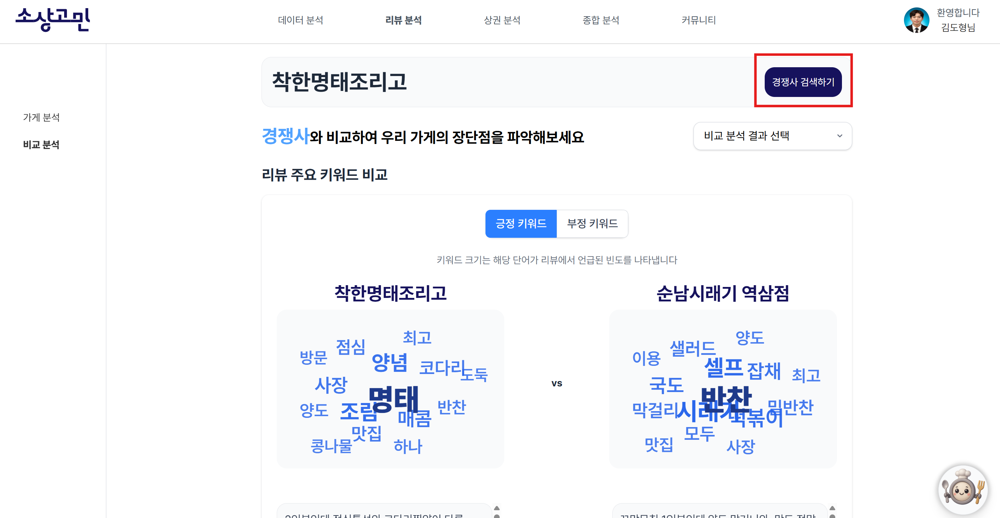 소상고민
데이터 분석
리뷰 분석
상권 분석
종합 분석
커뮤니티
환영합니다
김도형님
가게 분석
비교 분석
착한명태조리고
경쟁사 검색하기
경쟁사와 비교하여 우리 가게의 장단점을 파악해보세요
비교 분석 결과 선택
리뷰 주요 키워드 비교
긍정 키워드
부정 키워드
키워드 크기는 해당 단어가 리뷰에서 언급된 빈도를 나타냅니다
착한명태조리고
최고
점심
방문
양념
코다리
도둑
사장
명태
양도
조림
매콤
반찬
맛집
콩나물
하나
vs
순남시래기 역삼점
양도
샐러드
이용
셀프
잡채
최고
국도
반찬
막걸리
시래기
떡볶이
밑반찬
모두
맛집
사장